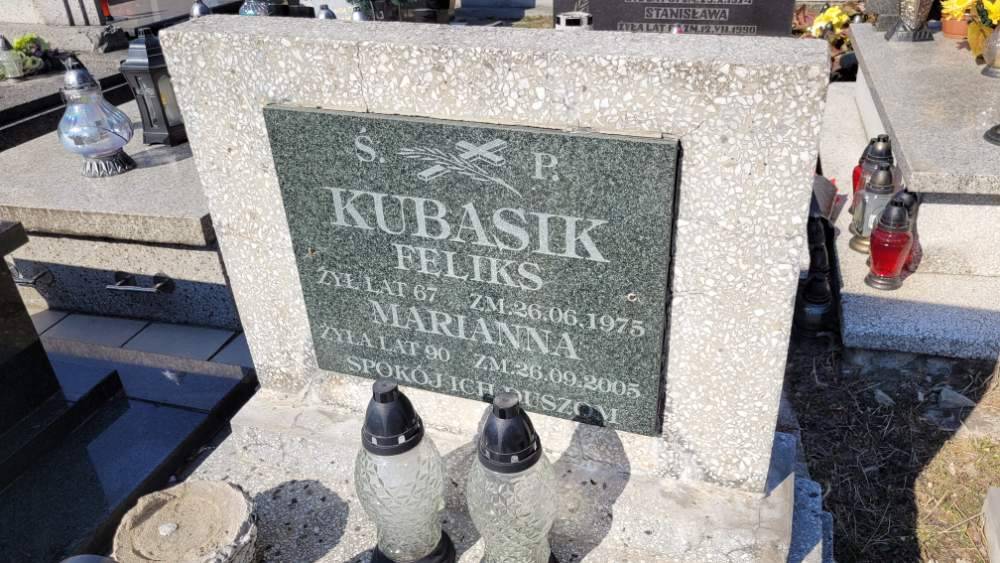 STANISŁAWA
Ś. P.
KUBASIK
FELIKS
ŻYŁ LAT 67 ZM.26.06.1975
MARIANNA
ŻYŁA LAT 90 ZM.26.09.2005
SPOKÓJ ICH DUSZOM